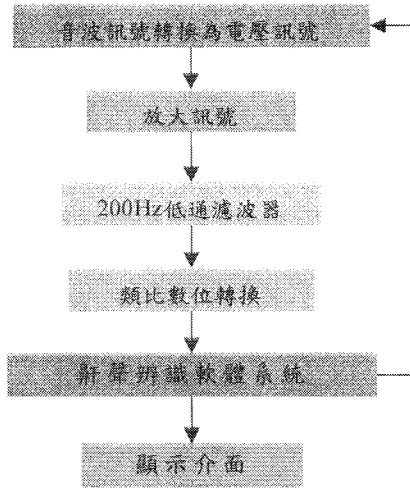 音波訊號轉換為電壓訊號
放大訊號
200Hz低通濾波器
類比數位轉換
鼾聲辨識軟體系統
顯示介面